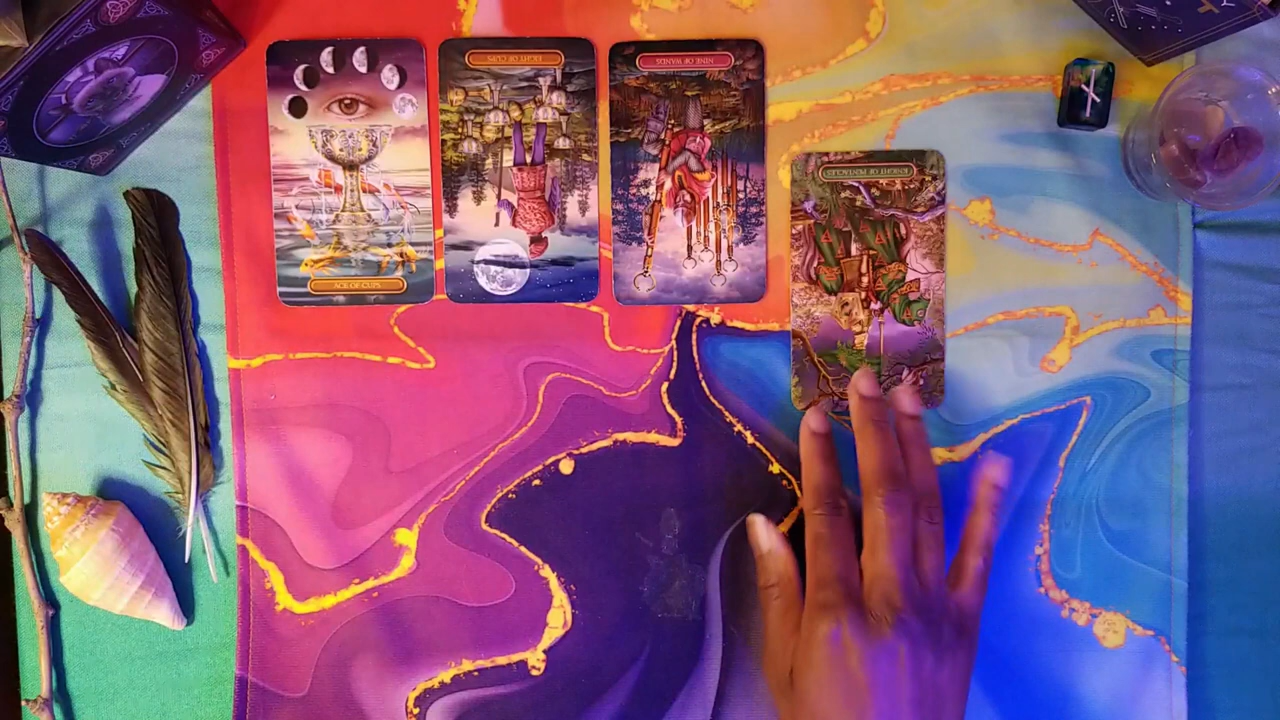 ACE OF CUPS
EIGHT OF CUPS
NINE OF WANDS
KNIGHT OF PENTACLES